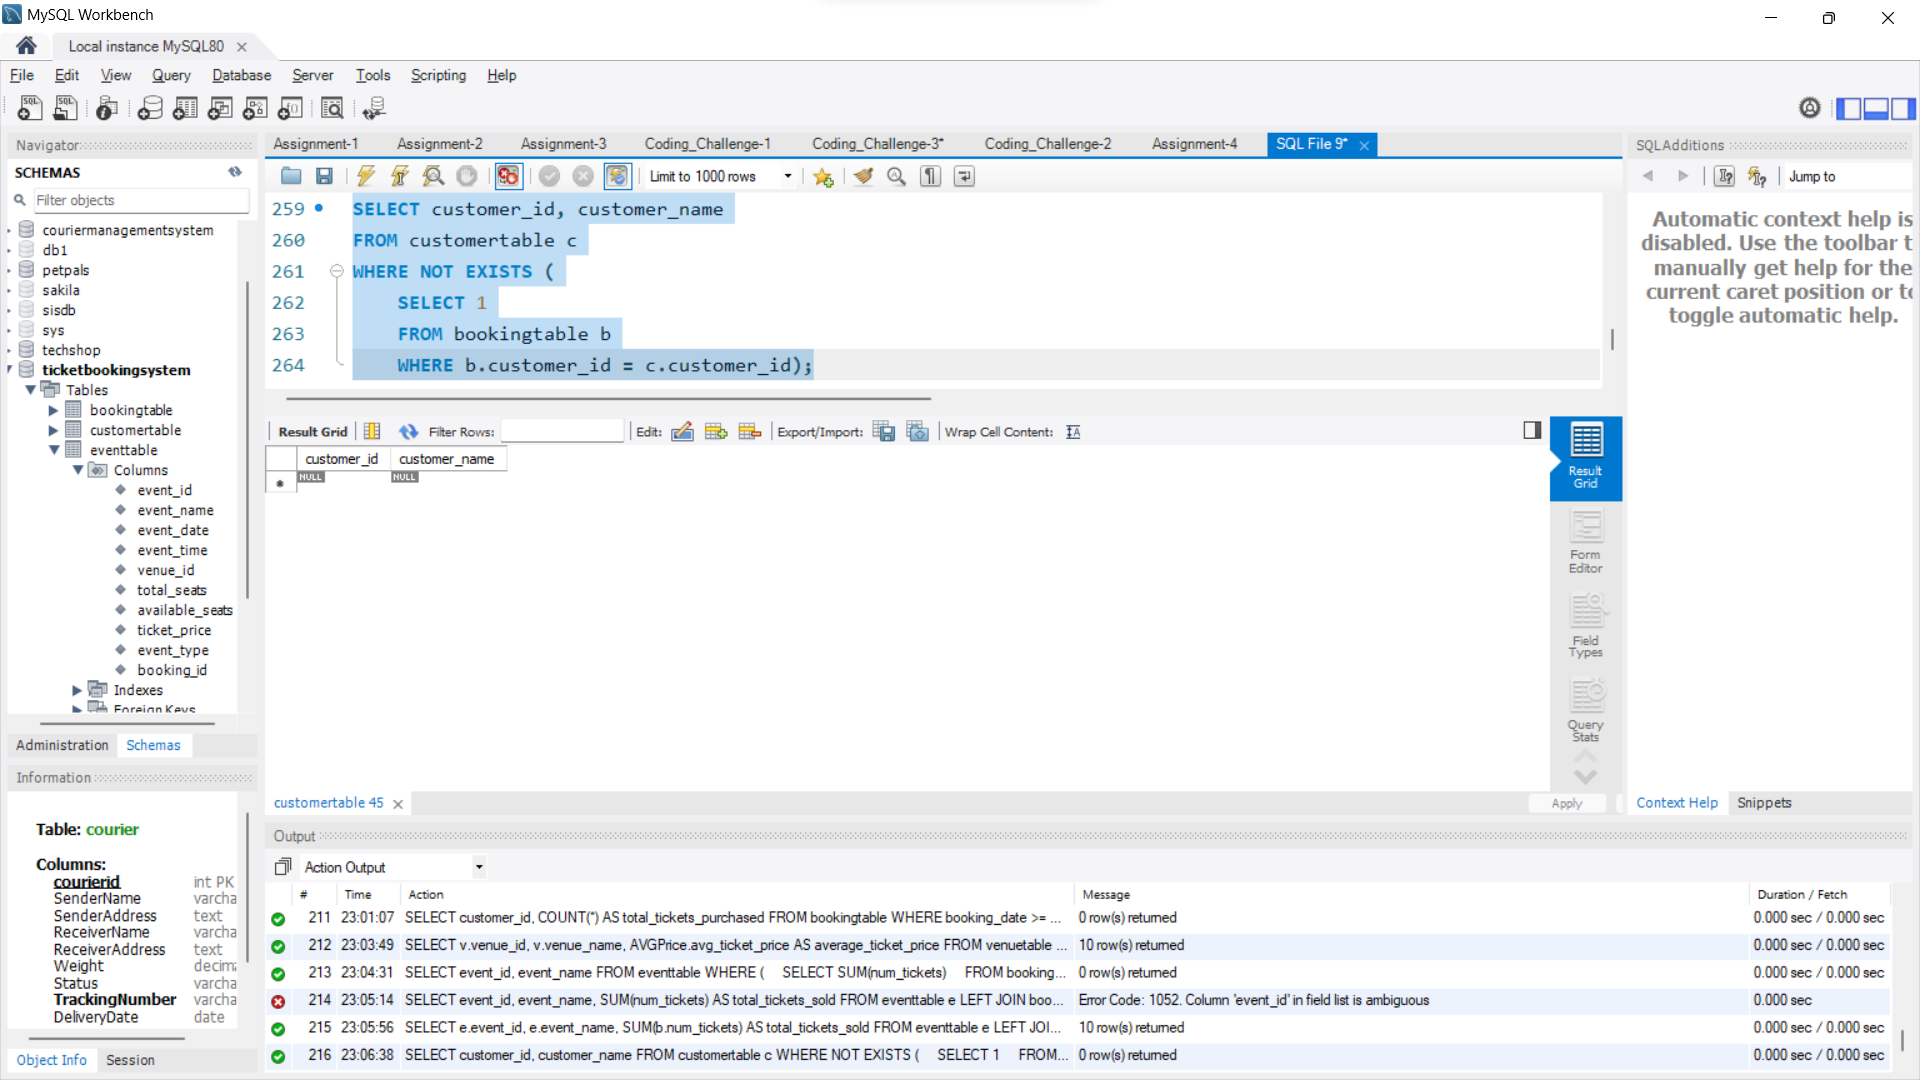 MySQL Workbench
Local instance MySQL80
File Edit View Query Database Server Tools Scripting Help
Navigator
SCHEMAS
Filter objects
couriermanagementsystem
db1
petpals
sakila
sisdb
sys
techshop
ticketbookingsystem
Tables
bookingtable
customertable
eventtable
Columns
event_id
event_name
event_date
event_time
venue_id
total_seats
available_seats
ticket_price
event_type
booking_id
Indexes
Foreign Keys
Administration Schemas
Information
Table: courier
Columns:
courierid int PK
SenderName varcha
SenderAddress text
ReceiverName varcha
ReceiverAddress text
Weight decima
Status varcha
TrackingNumber varcha
DeliveryDate date
Object Info Session
Assignment-1 Assignment-2 Assignment-3 Coding_Challenge-1 Coding_Challenge-3* Coding_Challenge-2 Assignment-4 SQL File 9*
Limit to 1000 rows
259 SELECT customer_id, customer_name
260 FROM customertable c
261 WHERE NOT EXISTS (
262 SELECT 1
263 FROM bookingtable b
264 WHERE b.customer_id = c.customer_id);
Result Grid Filter Rows: Edit: Export/Import: Wrap Cell Content:
customer_id customer_name
NULL NULL
Result
Grid
Form
Editor
Field
Types
Query
Stats
customertable 45
Apply
SQLAdditions
Jump to
Automatic context help is
disabled. Use the toolbar t
manually get help for the
current caret position or to
toggle automatic help.
Context Help Snippets
Output
Action Output
# Time Action Message Duration / Fetch
211 23:01:07 SELECT customer_id, COUNT(*) AS total_tickets_purchased FROM bookingtable WHERE booking_date >= ... 0 row(s) returned 0.000 sec / 0.000 sec
212 23:03:49 SELECT v.venue_id, v.venue_name, AVGPrice.avg_ticket_price AS average_ticket_price FROM venuetable ... 10 row(s) returned 0.000 sec / 0.000 sec
213 23:04:31 SELECT event_id, event_name FROM eventtable WHERE ( SELECT SUM(num_tickets) FROM booking... 0 row(s) returned 0.000 sec / 0.000 sec
214 23:05:14 SELECT event_id, event_name, SUM(num_tickets) AS total_tickets_sold FROM eventtable e LEFT JOIN boo... Error Code: 1052. Column 'event_id' in field list is ambiguous 0.000 sec
215 23:05:56 SELECT e.event_id, e.event_name, SUM(b.num_tickets) AS total_tickets_sold FROM eventtable e LEFT JOI... 10 row(s) returned 0.000 sec / 0.000 sec
216 23:06:38 SELECT customer_id, customer_name FROM customertable c WHERE NOT EXISTS ( SELECT 1 FROM... 0 row(s) returned 0.000 sec / 0.000 sec